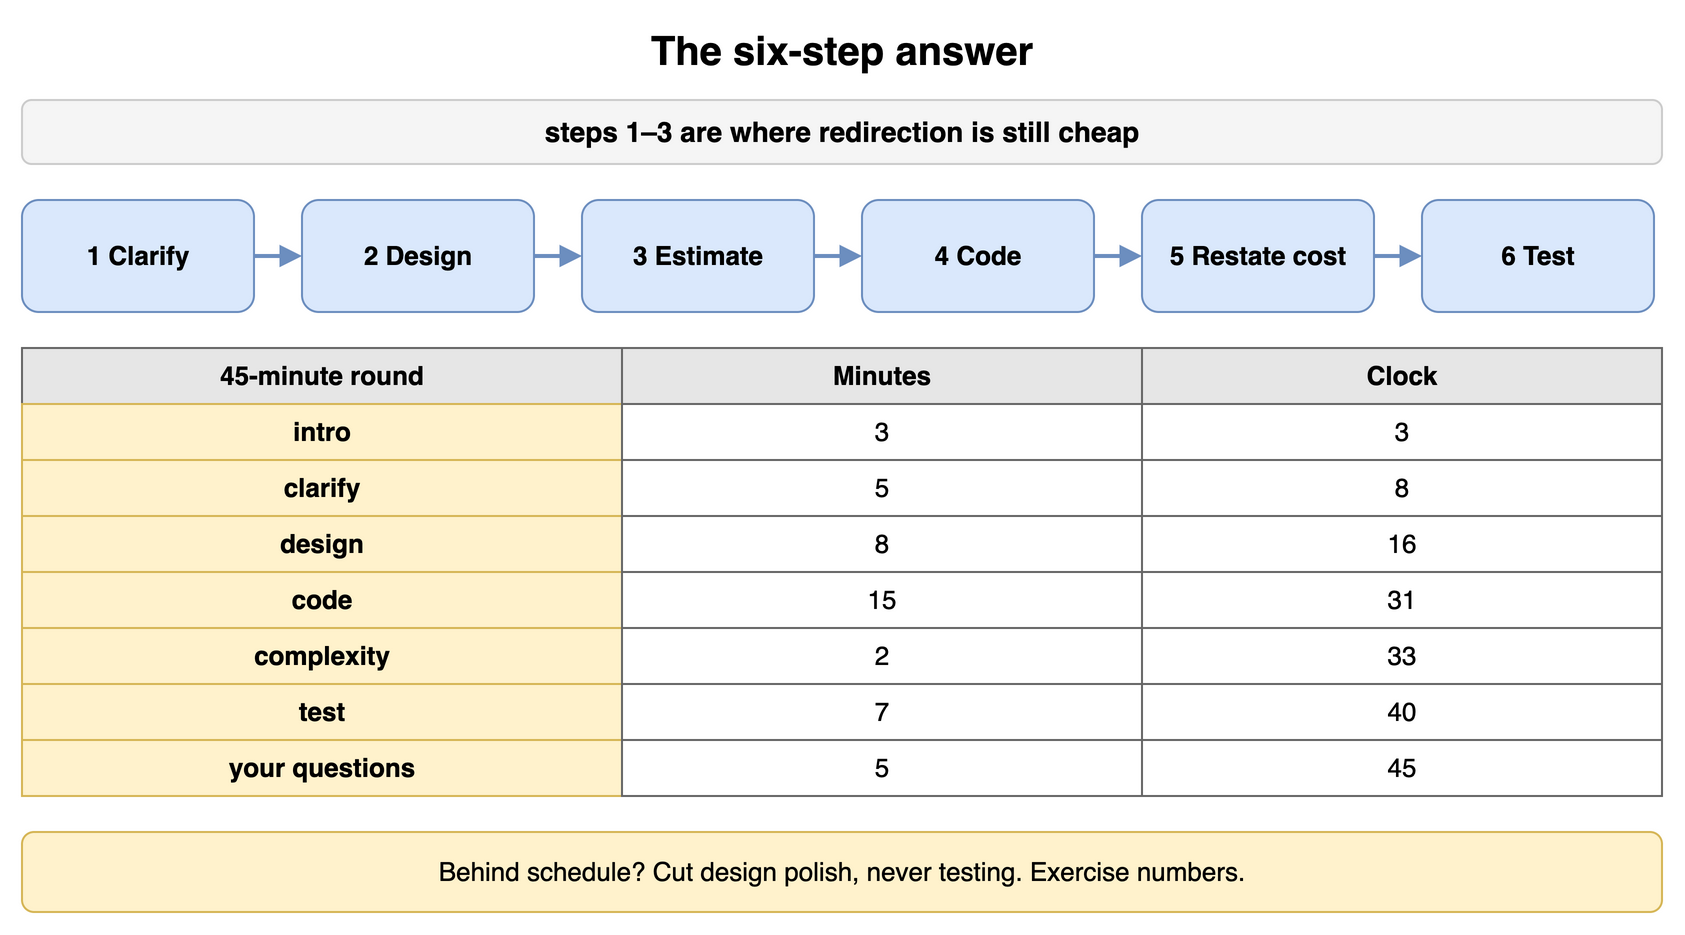 The six-step answer
steps 1–3 are where redirection is still cheap
1 Clarify
2 Design
3 Estimate
4 Code
5 Restate cost
6 Test
45-minute round Minutes Clock
intro 3 3
clarify 5 8
design 8 16
code 15 31
complexity 2 33
test 7 40
your questions 5 45
Behind schedule? Cut design polish, never testing. Exercise numbers.